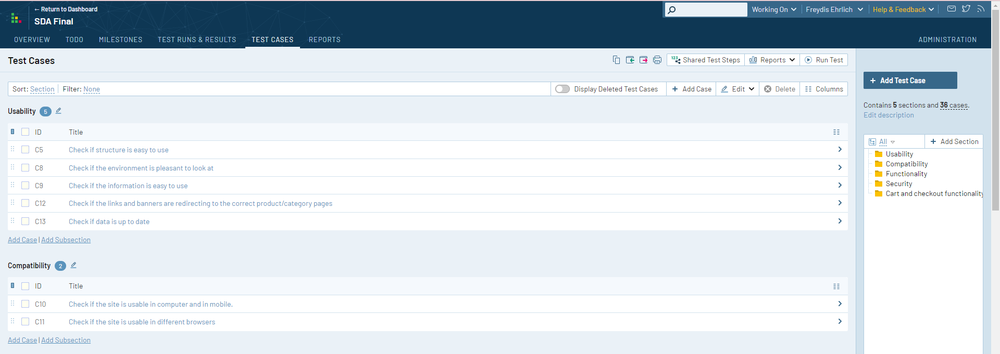 ← Return to Dashboard
SDA Final
Working On
Freydis Ehrlich
Help & Feedback
OVERVIEW TODO MILESTONES TEST RUNS & RESULTS TEST CASES REPORTS ADMINISTRATION
Test Cases
123 Shared Test Steps Reports Run Test
Sort: Section Filter: None
Display Deleted Test Cases + Add Case Edit Delete Columns
Usability 5
ID Title
C5 Check if structure is easy to use
C8 Check if the environment is pleasant to look at
C9 Check if the information is easy to use
C12 Check if the links and banners are redirecting to the correct product/category pages
C13 Check if data is up to date
Add Case | Add Subsection
Compatibility 2
ID Title
C10 Check if the site is usable in computer and in mobile.
C11 Check if the site is usable in different browsers
Add Case | Add Subsection
+ Add Test Case
Contains 5 sections and 36 cases.
Edit description
All + Add Section
Usability
Compatibility
Functionality
Security
Cart and checkout functionality